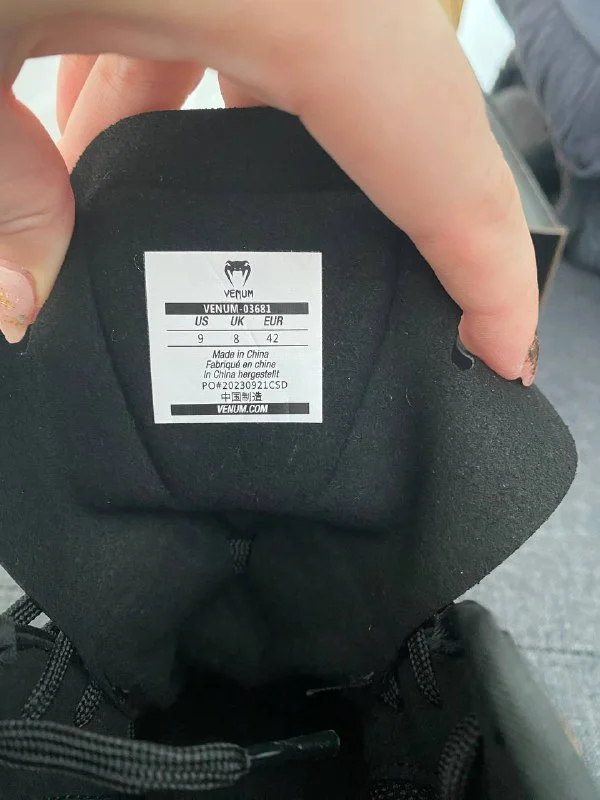 VENUM
VENUM-03681
US UK EUR
9 8 42
Made in China
Fabriqué en chine
In China hergestellt
PO#20230921CSD
中国制造
VENUM.COM